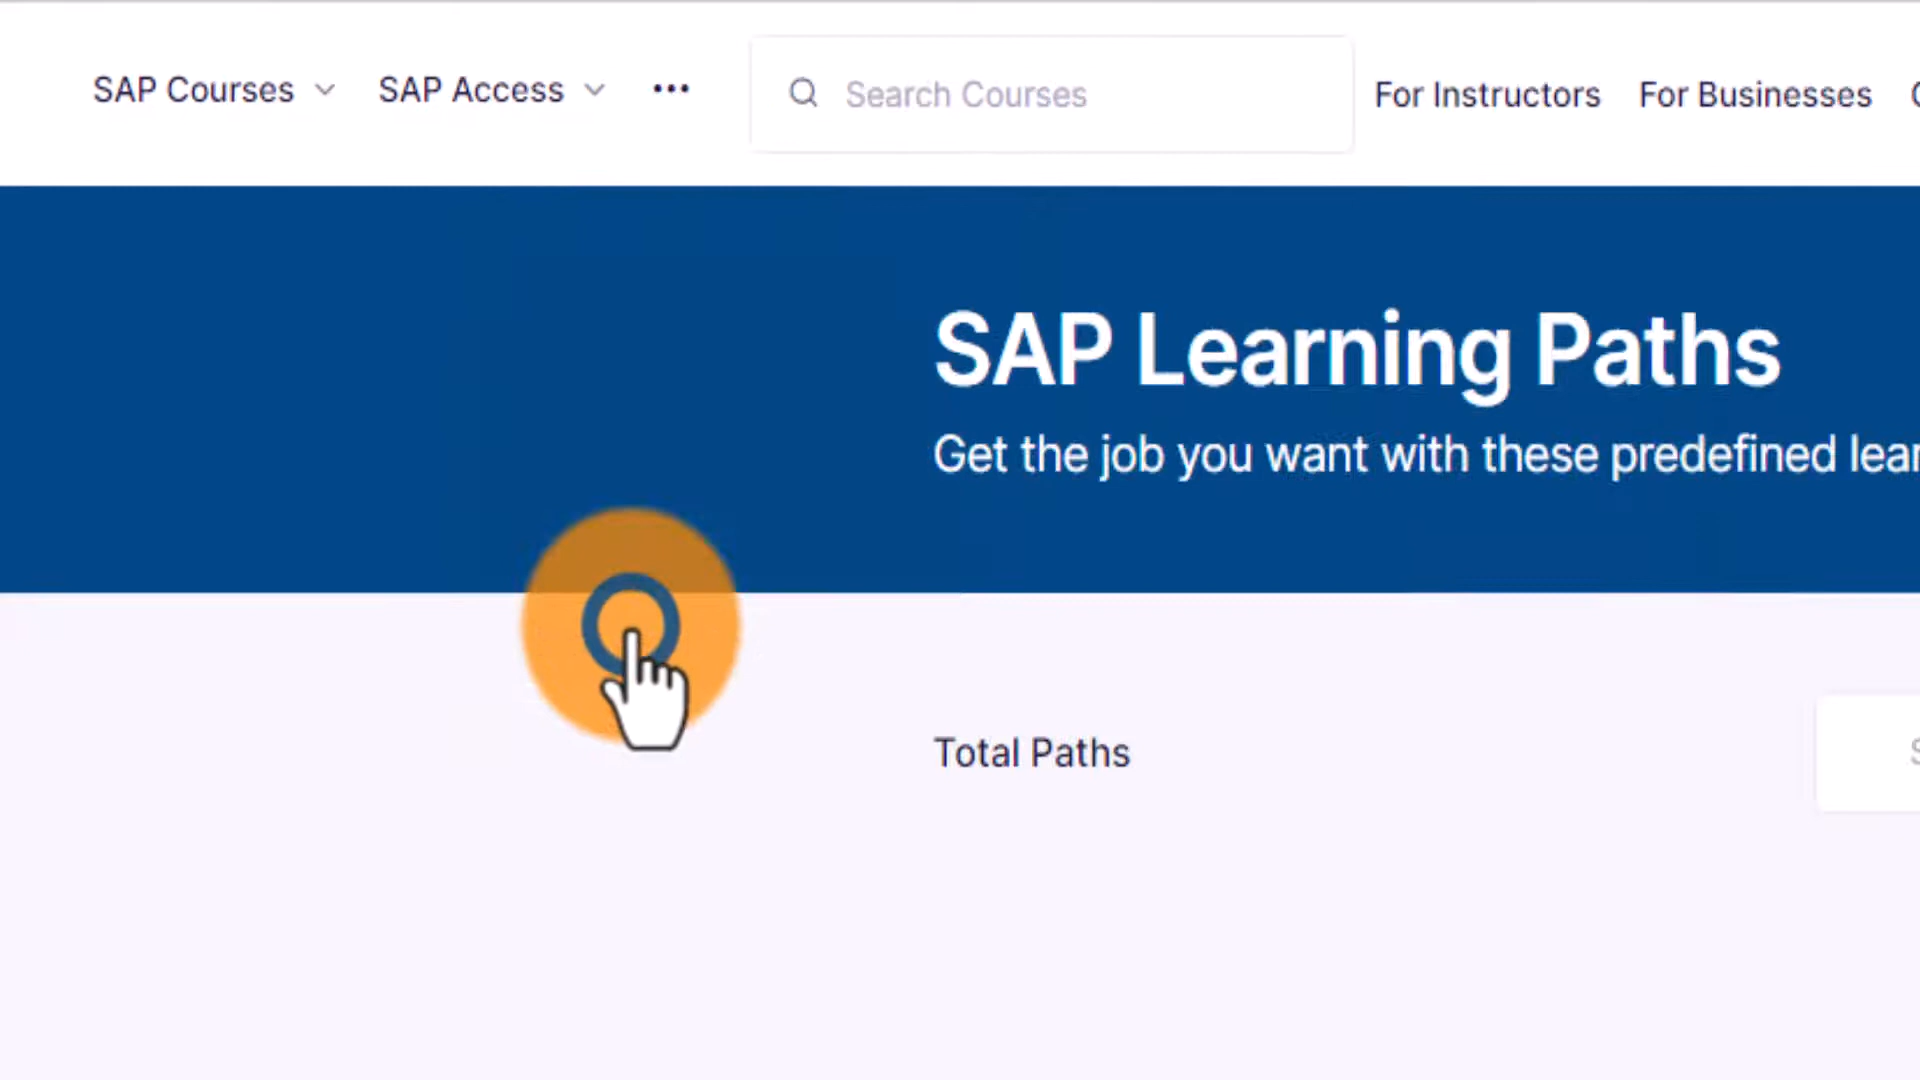 SAP Courses SAP Access ••• Search Courses For Instructors For Businesses
SAP Learning Paths
Get the job you want with these predefined
Total Paths